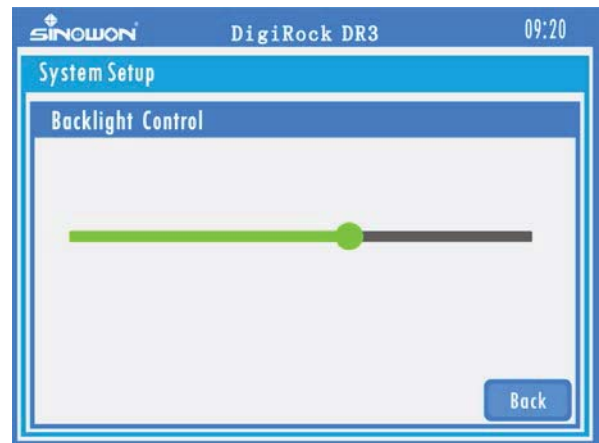 SINOWON DigiRock DR3 09:20
System Setup
Backlight Control
Back